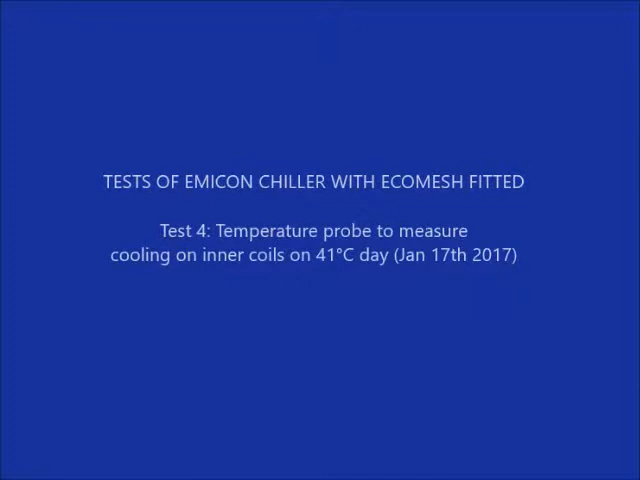 TESTS OF EMICON CHILLER WITH ECOMESH FITTED
Test 4: Temperature probe to measure
cooling on inner coils on 41°C day (Jan 17th 2017)